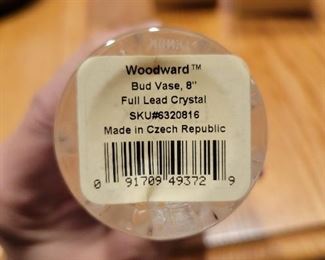 Woodward™
Bud Vase, 8"
Full Lead Crystal
SKU#6320816
Made in Czech Republic
0 91709 49372 9